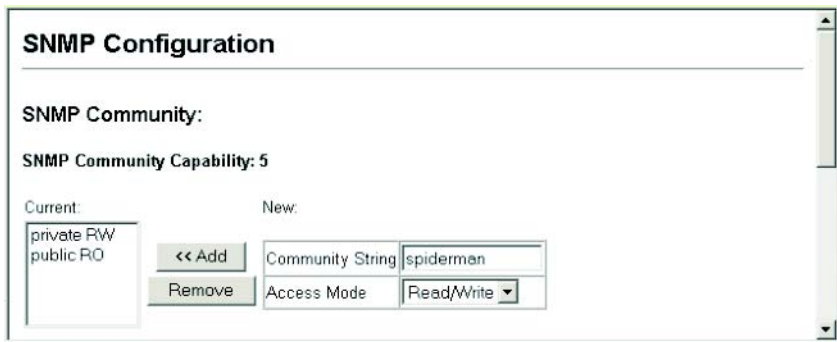 SNMP Configuration
SNMP Community:
SNMP Community Capability: 5
Current:
New:
private RW
public RO
<< Add
Remove
Community String spiderman
Access Mode Read/Write